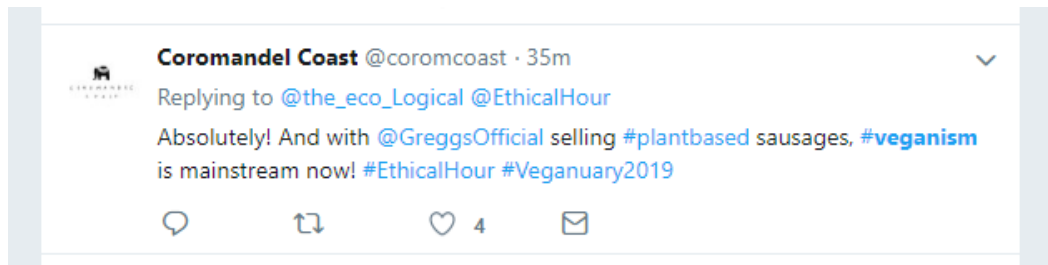 Coromandel Coast @coromcoast · 35m
Replying to @the_eco_Logical @EthicalHour
Absolutely! And with @GreggsOfficial selling #plantbased sausages, #veganism
is mainstream now! #EthicalHour #Veganuary2019
4